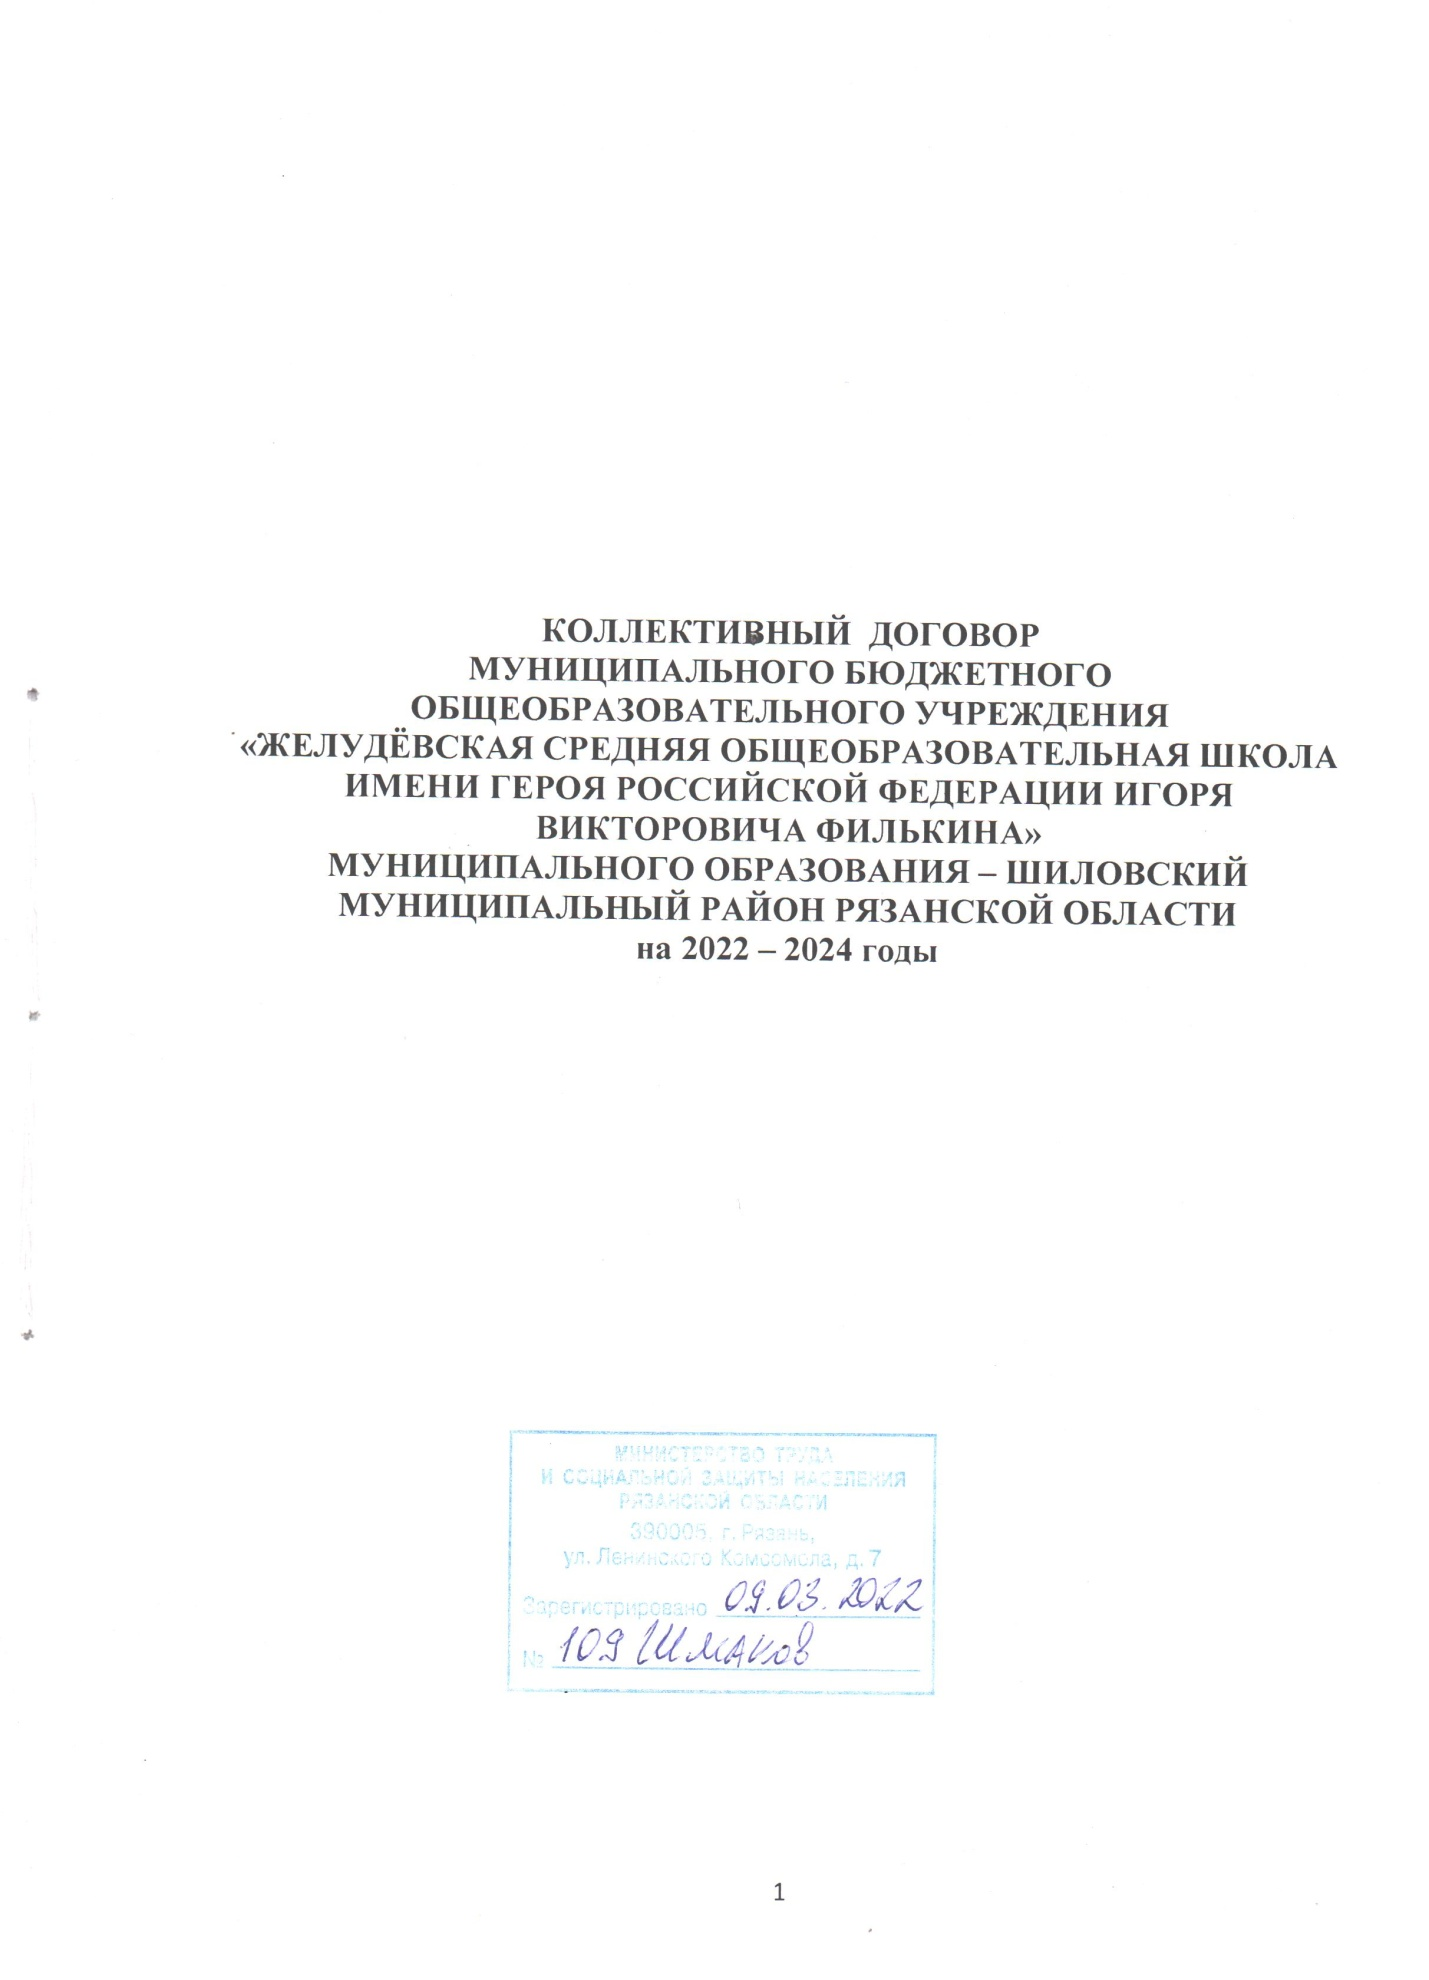 КОЛЛЕКТИВНЫЙ ДОГОВОР
МУНИЦИПАЛЬНОГО БЮДЖЕТНОГО
ОБЩЕОБРАЗОВАТЕЛЬНОГО УЧРЕЖДЕНИЯ
«ЖЕЛУДЁВСКАЯ СРЕДНЯЯ ОБЩЕОБРАЗОВАТЕЛЬНАЯ ШКОЛА
ИМЕНИ ГЕРОЯ РОССИЙСКОЙ ФЕДЕРАЦИИ ИГОРЯ
ВИКТОРОВИЧА ФИЛЬКИНА»
МУНИЦИПАЛЬНОГО ОБРАЗОВАНИЯ – ШИЛОВСКИЙ
МУНИЦИПАЛЬНЫЙ РАЙОН РЯЗАНСКОЙ ОБЛАСТИ
на 2022 – 2024 годы
МИНИСТЕРСТВО ТРУДА
И СОЦИАЛЬНОЙ ЗАЩИТЫ НАСЕЛЕНИЯ
РЯЗАНСКОЙ ОБЛАСТИ
390005, г. Рязань,
ул. Ленинского Комсомола, д. 7
Зарегистрировано 09.03.2022
№ 109 Шмаков
1